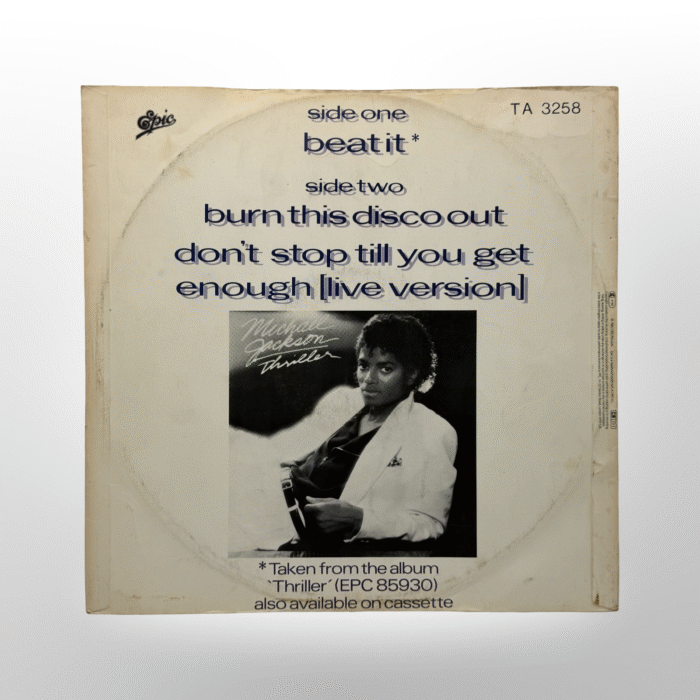 Epic
TA 3258
side one
beat it*
side two
burn this disco out
don't stop till you get
enough [live version]
Michael
Jackson
Thriller
*Taken from the album
`Thriller´ (EPC 85930)
also available on cassette